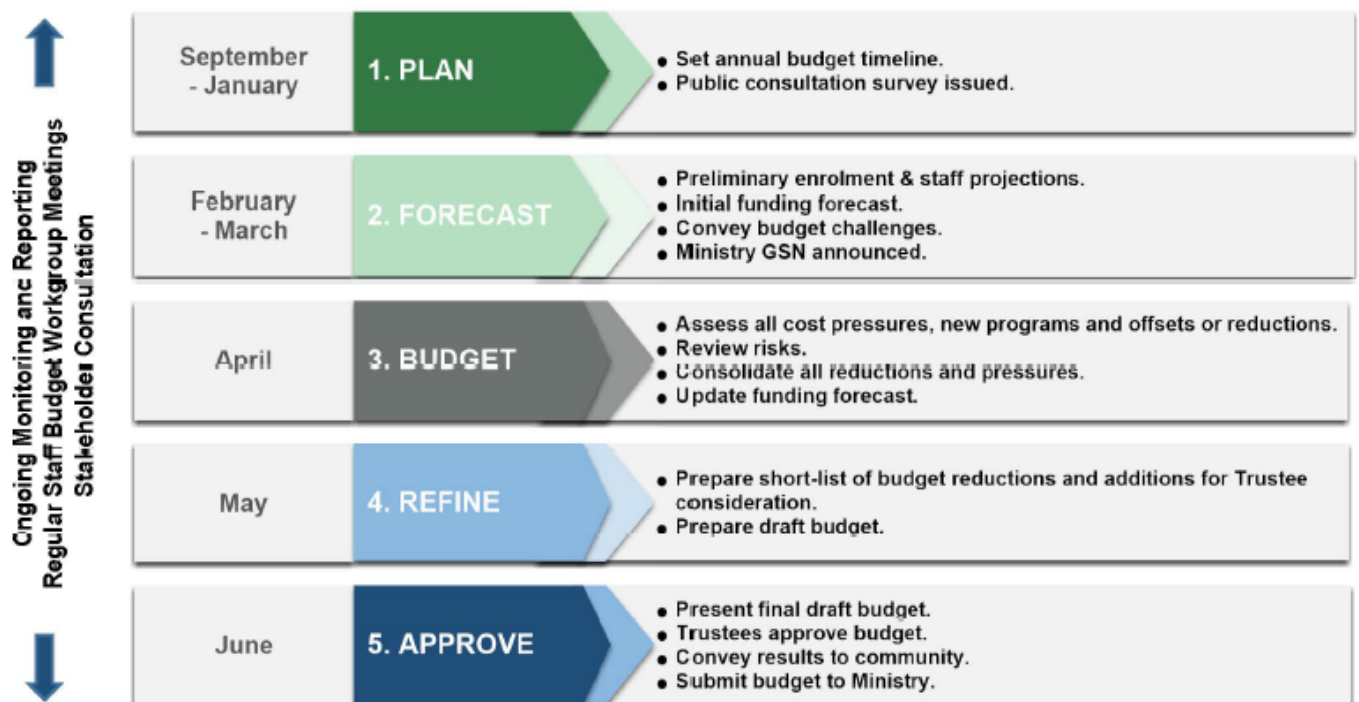 Ongoing Monitoring and Reporting
Regular Staff Budget Workgroup Meetings
Stakeholder Consultation
September
- January
1. PLAN
● Set annual budget timeline.
● Public consultation survey issued.
February
- March
2. FORECAST
● Preliminary enrolment & staff projections.
● Initial funding forecast.
● Convey budget challenges.
● Ministry GSN announced.
April
3. BUDGET
● Assess all cost pressures, new programs and offsets or reductions.
● Review risks.
● Consolidate all reductions and pressures.
● Update funding forecast.
May
4. REFINE
● Prepare short-list of budget reductions and additions for Trustee
consideration.
● Prepare draft budget.
June
5. APPROVE
● Present final draft budget.
● Trustees approve budget.
● Convey results to community.
● Submit budget to Ministry.